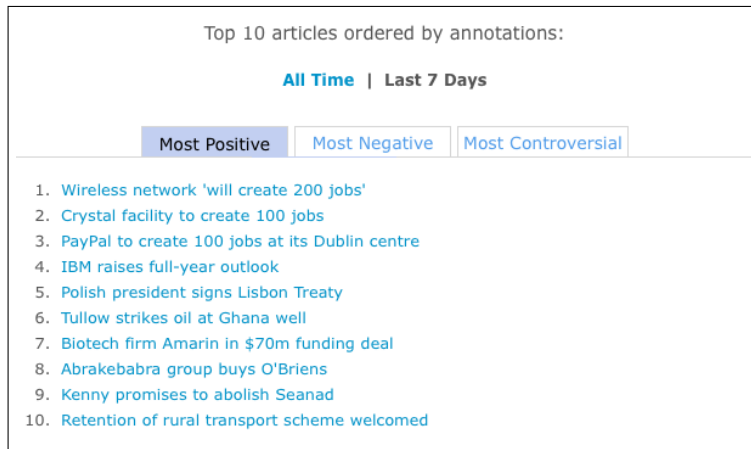 Top 10 articles ordered by annotations:
All Time | Last 7 Days
Most Positive Most Negative Most Controversial
1. Wireless network 'will create 200 jobs'
2. Crystal facility to create 100 jobs
3. PayPal to create 100 jobs at its Dublin centre
4. IBM raises full-year outlook
5. Polish president signs Lisbon Treaty
6. Tullow strikes oil at Ghana well
7. Biotech firm Amarin in $70m funding deal
8. Abrakebabra group buys O'Briens
9. Kenny promises to abolish Seanad
10. Retention of rural transport scheme welcomed